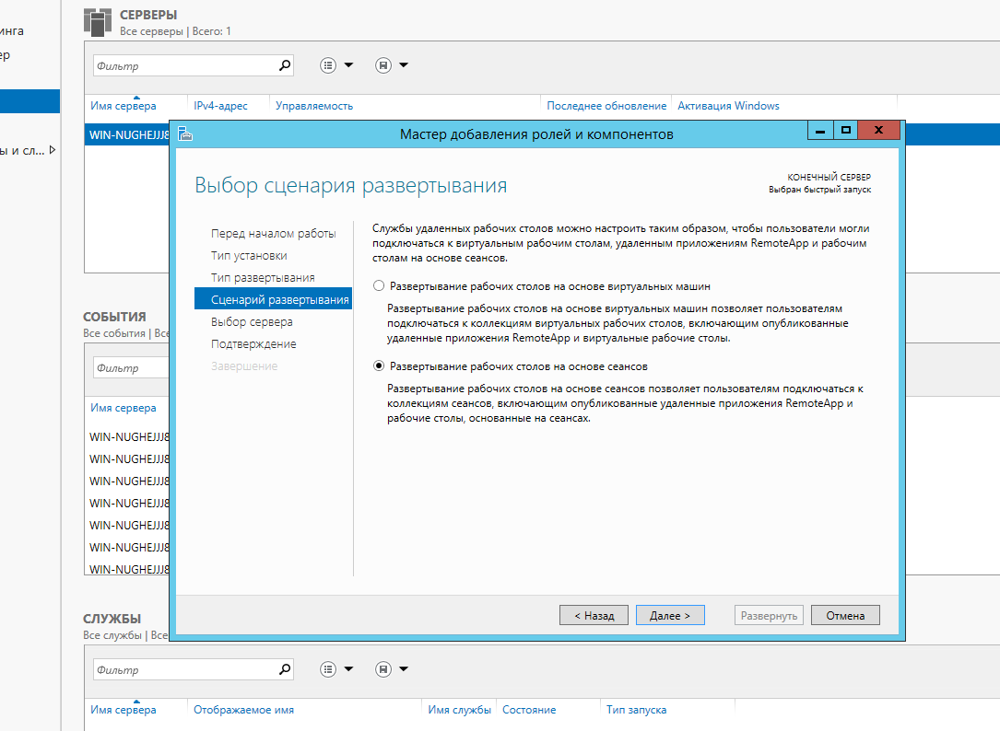 инга
ер
ы и сл...
СЕРВЕРЫ
Все серверы | Всего: 1
Фильтр
Имя сервера IPv4-адрес Управляемость Последнее обновление Активация Windows
WIN-NUGHEJJJ8
Мастер добавления ролей и компонентов
Выбор сценария развертывания
КОНЕЧНЫЙ СЕРВЕР
Выбран быстрый запуск
Перед началом работы
Тип установки
Тип развертывания
Сценарий развертывания
Выбор сервера
Подтверждение
Завершение
Службы удаленных рабочих столов можно настроить таким образом, чтобы пользователи могли
подключаться к виртуальным рабочим столам, удаленным приложениям RemoteApp и рабочим
столам на основе сеансов.
Развертывание рабочих столов на основе виртуальных машин
Развертывание рабочих столов на основе виртуальных машин позволяет пользователям
подключаться к коллекциям виртуальных рабочих столов, включающим опубликованные
удаленные приложения RemoteApp и виртуальные рабочие столы.
Развертывание рабочих столов на основе сеансов
Развертывание рабочих столов на основе сеансов позволяет пользователям подключаться к
коллекциям сеансов, включающим опубликованные удаленные приложения RemoteApp и
рабочие столы, основанные на сеансах.
< Назад Далее > Развернуть Отмена
СОБЫТИЯ
Все события | Все
Фильтр
Имя сервера
WIN-NUGHEJJJ8
WIN-NUGHEJJJ8
WIN-NUGHEJJJ8
WIN-NUGHEJJJ8
WIN-NUGHEJJJ8
WIN-NUGHEJJJ8
WIN-NUGHEJJJ8
СЛУЖБЫ
Все службы | Все
Фильтр
Имя сервера Отображаемое имя Имя службы Состояние Тип запуска